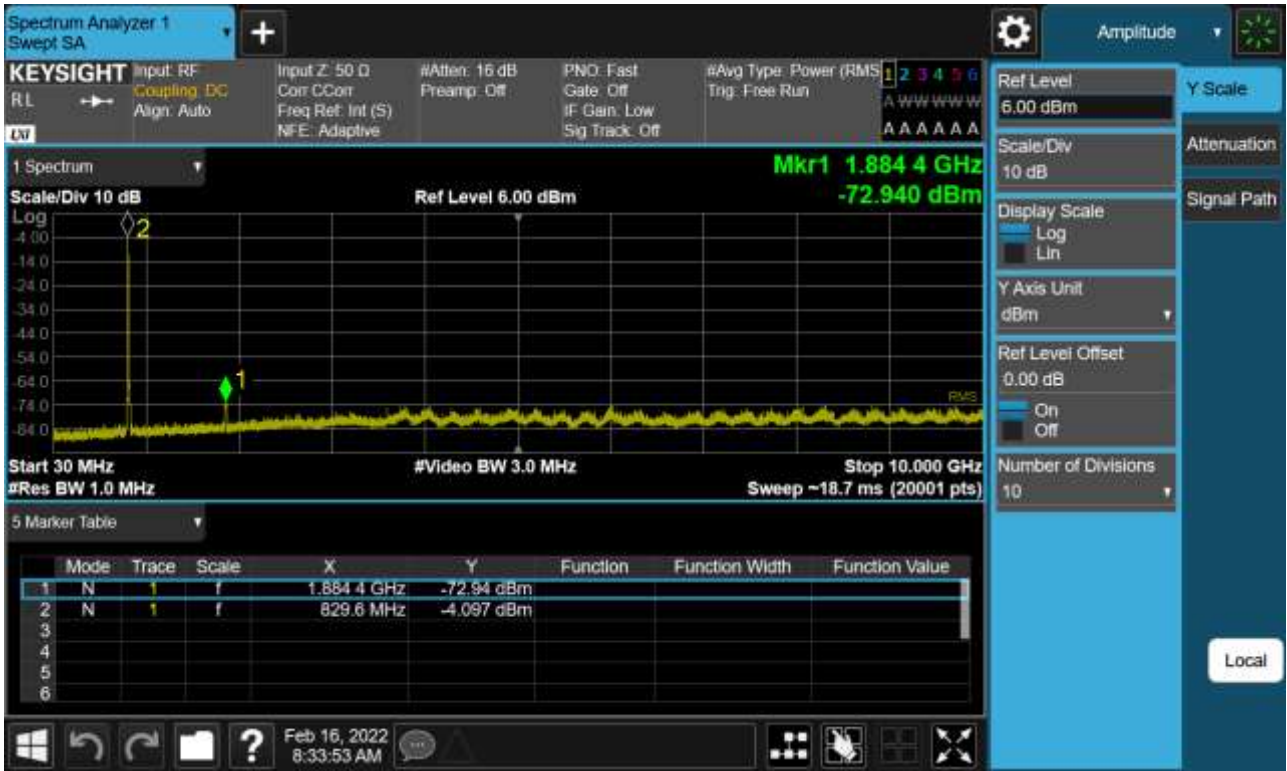 Spectrum Analyzer 1
Swept SA
+
Amplitude
KEYSIGHT
RL
LXI
Input: RF
Coupling: DC
Align: Auto
Input Z: 50 Ω
Corr CCorr
Freq Ref: Int (S)
NFE: Adaptive
#Atten: 16 dB
Preamp: Off
PNO: Fast
Gate: Off
IF Gain: Low
Sig Track: Off
#Avg Type: Power (RMS
Trig: Free Run
1 2 3 4 5 6
A W W W W W
A A A A A A
1 Spectrum
Mkr1 1.884 4 GHz
-72.940 dBm
Scale/Div 10 dB
Ref Level 6.00 dBm
Log
-4.00
-14.0
-24.0
-34.0
-44.0
-54.0
-64.0
-74.0
-84.0
2
1
RMS
Start 30 MHz
#Video BW 3.0 MHz
Stop 10.000 GHz
#Res BW 1.0 MHz
Sweep ~18.7 ms (20001 pts)
5 Marker Table
Mode Trace Scale X Y Function Function Width Function Value
1 N 1 f 1.884 4 GHz -72.94 dBm
2 N 1 f 829.6 MHz -4.097 dBm
3
4
5
6
Ref Level
6.00 dBm
Scale/Div
10 dB
Display Scale
Log
Lin
Y Axis Unit
dBm
Ref Level Offset
0.00 dB
On
Off
Number of Divisions
10
Y Scale
Attenuation
Signal Path
Local
?
Feb 16, 2022
8:33:53 AM